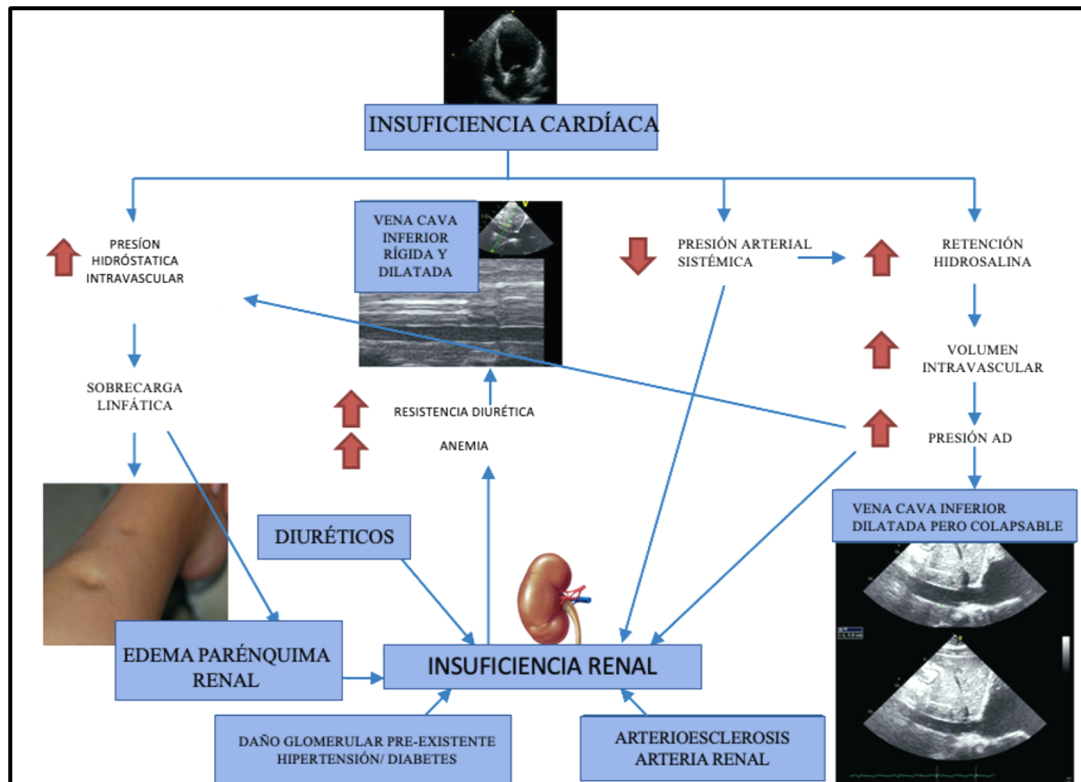 INSUFICIENCIA CARDÍACA
PRESÍON
HIDRÓSTATICA
INTRAVASCULAR
VENA CAVA
INFERIOR
RÍGIDA Y
DILATADA
PRESIÓN ARTERIAL
SISTÉMICA
RETENCIÓN
HIDROSALINA
SOBRECARGA
LINFÁTICA
VOLUMEN
INTRAVASCULAR
RESISTENCIA DIURÉTICA
ANEMIA
PRESIÓN AD
VENA CAVA INFERIOR
DILATADA PERO COLAPSABLE
DIURÉTICOS
EDEMA PARÉNQUIMA
RENAL
INSUFICIENCIA RENAL
DAÑO GLOMERULAR PRE-EXISTENTE
HIPERTENSIÓN/ DIABETES
ARTERIOESCLEROSIS
ARTERIA RENAL